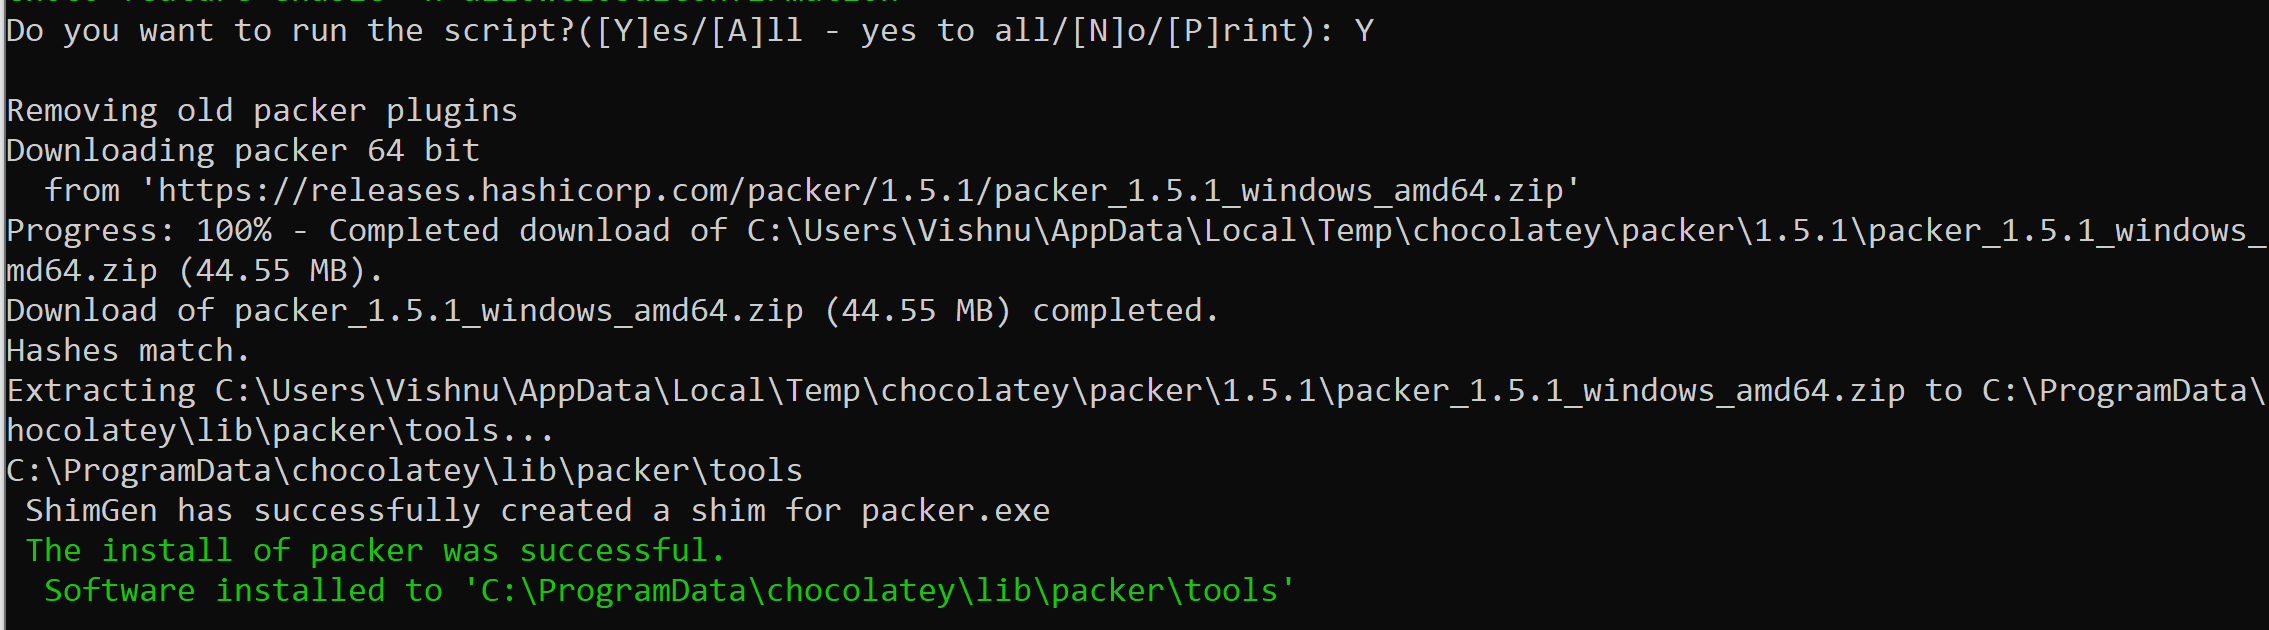 Do you want to run the script?([Y]es/[A]ll - yes to all/[N]o/[P]rint): Y
Removing old packer plugins
Downloading packer 64 bit
  from 'https://releases.hashicorp.com/packer/1.5.1/packer_1.5.1_windows_amd64.zip'
Progress: 100% - Completed download of C:\Users\Vishnu\AppData\Local\Temp\chocolatey\packer\1.5.1\packer_1.5.1_windows_
md64.zip (44.55 MB).
Download of packer_1.5.1_windows_amd64.zip (44.55 MB) completed.
Hashes match.
Extracting C:\Users\Vishnu\AppData\Local\Temp\chocolatey\packer\1.5.1\packer_1.5.1_windows_amd64.zip to C:\ProgramData\
hocolatey\lib\packer\tools...
C:\ProgramData\chocolatey\lib\packer\tools
 ShimGen has successfully created a shim for packer.exe
 The install of packer was successful.
  Software installed to 'C:\ProgramData\chocolatey\lib\packer\tools'